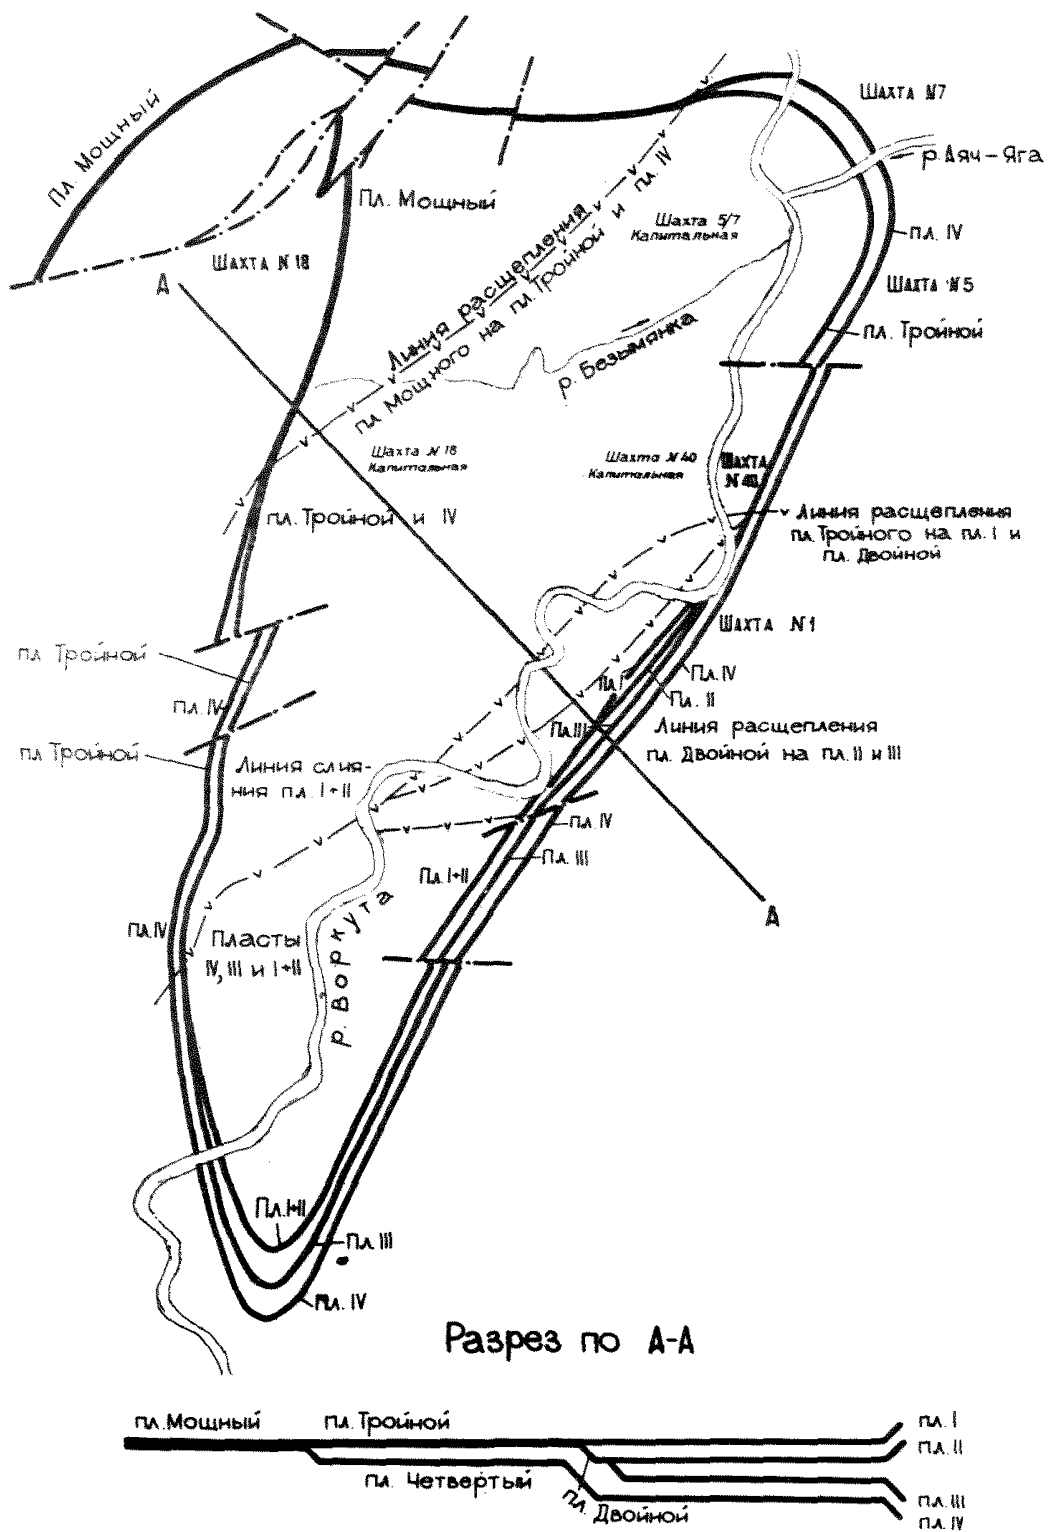 Пл. Мощный
Шахта №7
р. Аяч-Яга
Пл. Мощный
Линия расщепления
пл. Мощного на пл. Тройной и пл. IV
Шахта 5/7
Капитальная
пл. IV
Шахта №18
А
Шахта №5
пл. Тройной
р. Безымянка
Шахта №18
Капитальная
Шахта №40
Капитальная
Шахта
№40
пл. Тройной и IV
Линия расщепления
пл. Тройного на пл. I и
пл. Двойной
Шахта №1
пл. Тройной
Пл. I
Пл. IV
Пл. II
пл. IV
Пл. III
Линия расщепления
пл. Двойной на пл. II и III
пл. Тройной
Линия слия-
ния пл. I+II
пл. IV
Пл. III
Пл. I+II
А
Пл. IV
Пласты
IV, III и I+II
р. Воркута
Пл. I+II
Пл. III
Пл. IV
Разрез по А-А
пл. Мощный
пл. Тройной
пл. I
пл. II
пл. Четвертый
пл. Двойной
пл. III
пл. IV